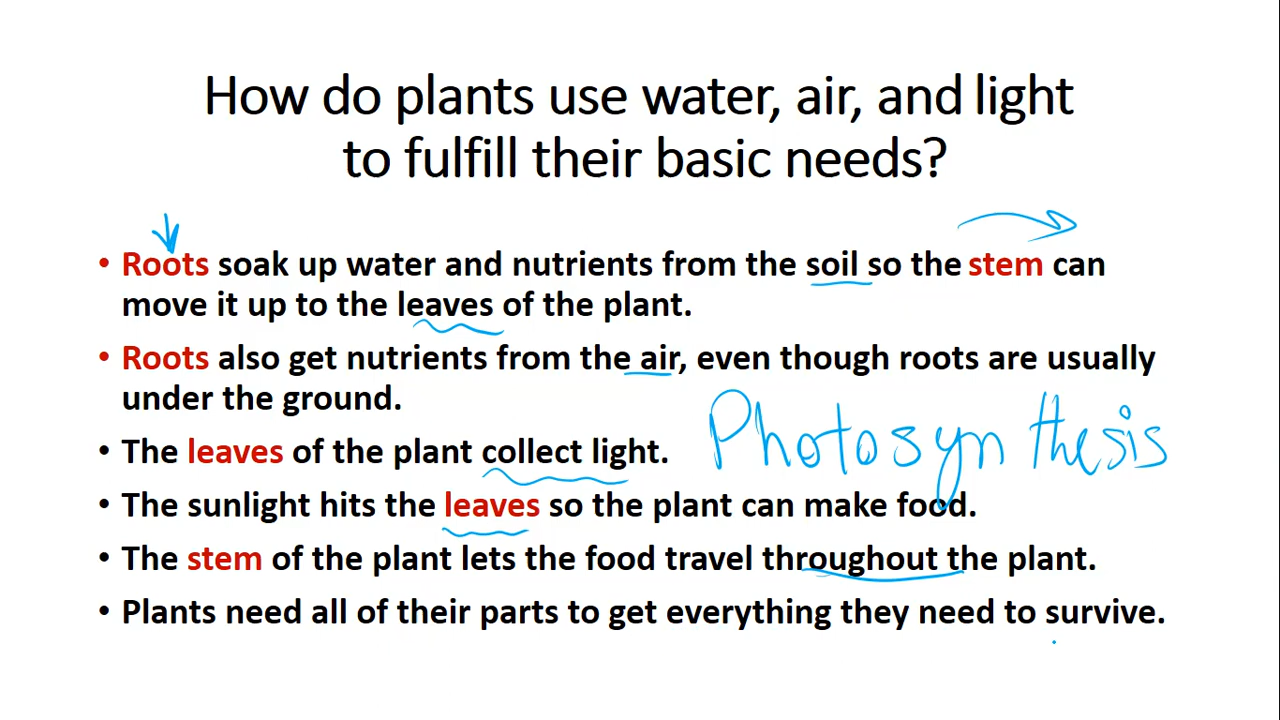 How do plants use water, air, and light
to fulfill their basic needs?
• Roots soak up water and nutrients from the soil so the stem can
move it up to the leaves of the plant.
• Roots also get nutrients from the air, even though roots are usually
under the ground.
• The leaves of the plant collect light.
Photosynthesis
• The sunlight hits the leaves so the plant can make food.
• The stem of the plant lets the food travel throughout the plant.
• Plants need all of their parts to get everything they need to survive.